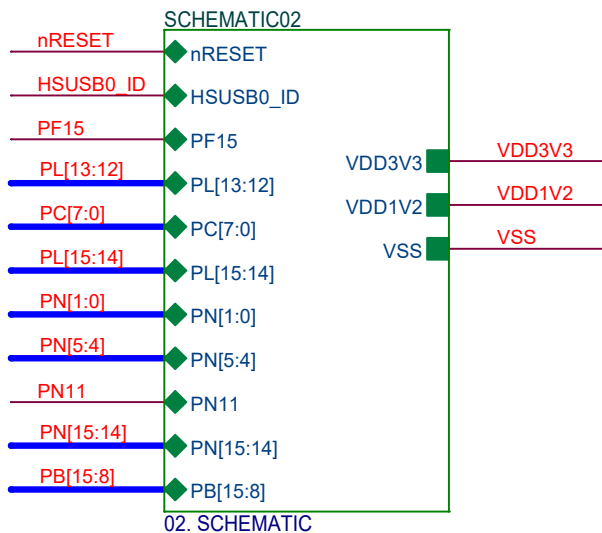 SCHEMATIC02
nRESET
nRESET
HSUSB0_ID
HSUSB0_ID
PF15
PF15
VDD3V3
VDD3V3
PL[13:12]
PL[13:12]
VDD1V2
VDD1V2
PC[7:0]
PC[7:0]
VSS
VSS
PL[15:14]
PL[15:14]
PN[1:0]
PN[1:0]
PN[5:4]
PN[5:4]
PN11
PN11
PN[15:14]
PN[15:14]
PB[15:8]
PB[15:8]
02. SCHEMATIC